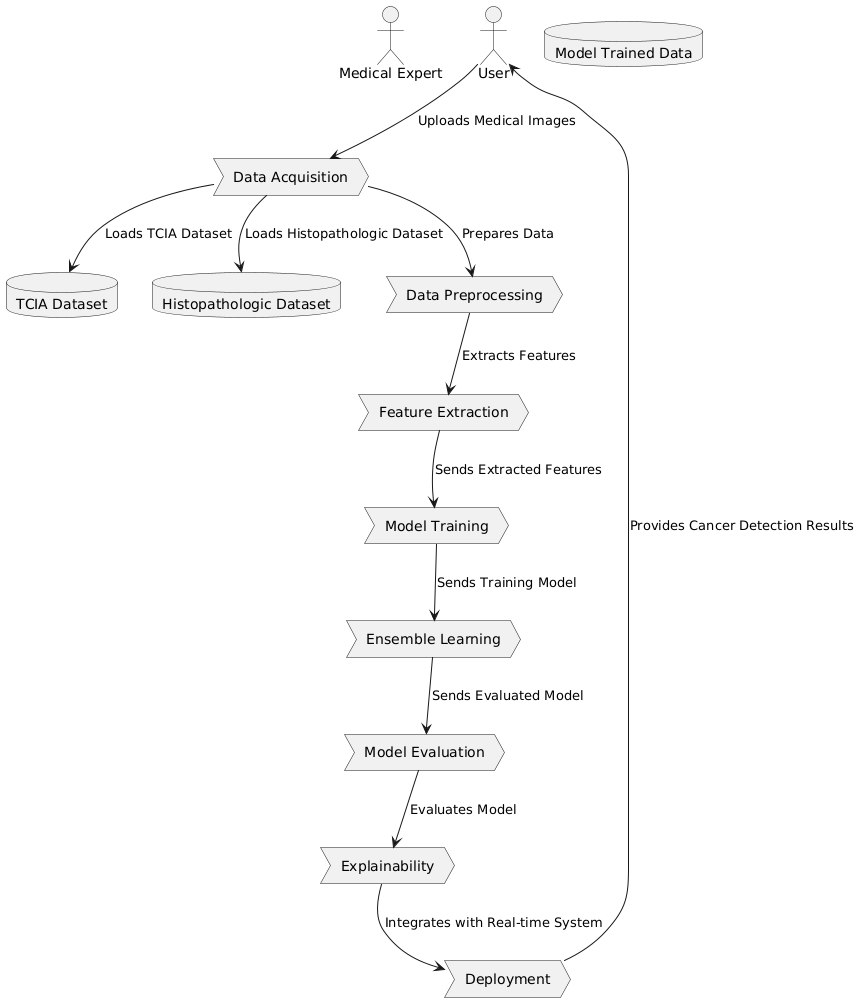 Model Trained Data
Medical Expert
User
Uploads Medical Images
Data Acquisition
Loads TCIA Dataset
Loads Histopathologic Dataset
Prepares Data
TCIA Dataset
Histopathologic Dataset
Data Preprocessing
Extracts Features
Feature Extraction
Sends Extracted Features
Model Training
Provides Cancer Detection Results
Sends Training Model
Ensemble Learning
Sends Evaluated Model
Model Evaluation
Evaluates Model
Explainability
Integrates with Real-time System
Deployment